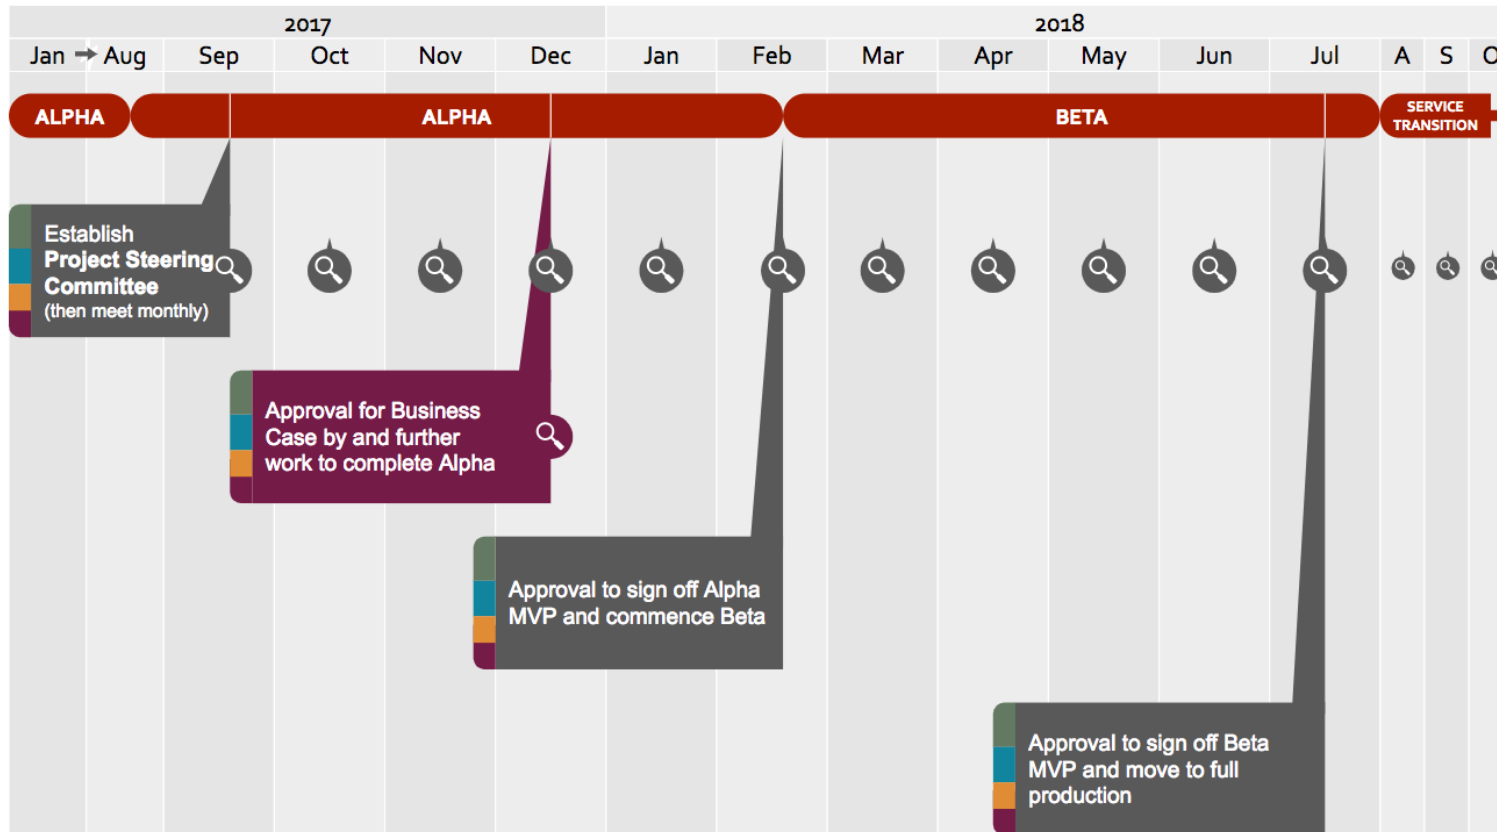 2017 2018
Jan → Aug Sep Oct Nov Dec Jan Feb Mar Apr May Jun Jul A S O
ALPHA ALPHA BETA SERVICE
TRANSITION
Establish
Project Steering
Committee
(then meet monthly)
Approval for Business
Case by and further
work to complete Alpha
Approval to sign off Alpha
MVP and commence Beta
Approval to sign off Beta
MVP and move to full
production